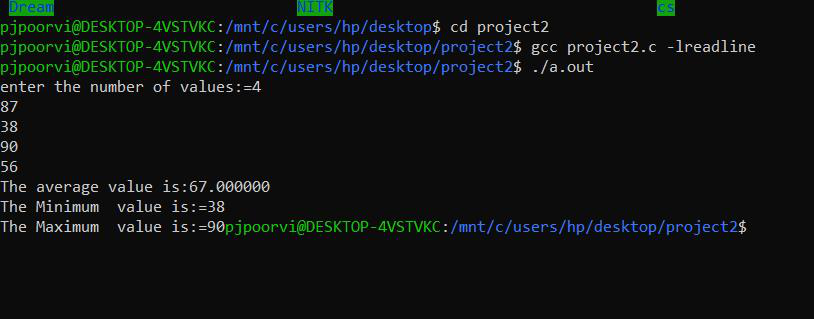 Dream NITK cs
pjpoorvi@DESKTOP-4VSTVKC:/mnt/c/users/hp/desktop$ cd project2
pjpoorvi@DESKTOP-4VSTVKC:/mnt/c/users/hp/desktop/project2$ gcc project2.c -lreadline
pjpoorvi@DESKTOP-4VSTVKC:/mnt/c/users/hp/desktop/project2$ ./a.out
enter the number of values:=4
87
38
90
56
The average value is:67.000000
The Minimum  value is:=38
The Maximum  value is:=90pjpoorvi@DESKTOP-4VSTVKC:/mnt/c/users/hp/desktop/project2$